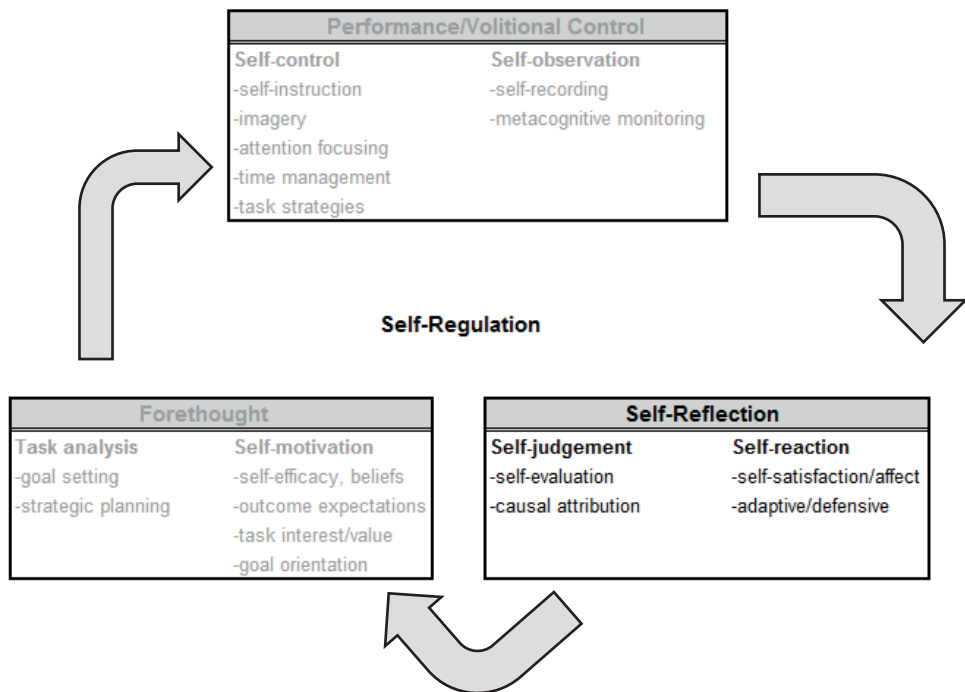 Performance/Volitional Control
Self-control
-self-instruction
-imagery
-attention focusing
-time management
-task strategies
Self-observation
-self-recording
-metacognitive monitoring
Self-Regulation
Forethought
Task analysis
-goal setting
-strategic planning
Self-motivation
-self-efficacy, beliefs
-outcome expectations
-task interest/value
-goal orientation
Self-Reflection
Self-judgement
-self-evaluation
-causal attribution
Self-reaction
-self-satisfaction/affect
-adaptive/defensive